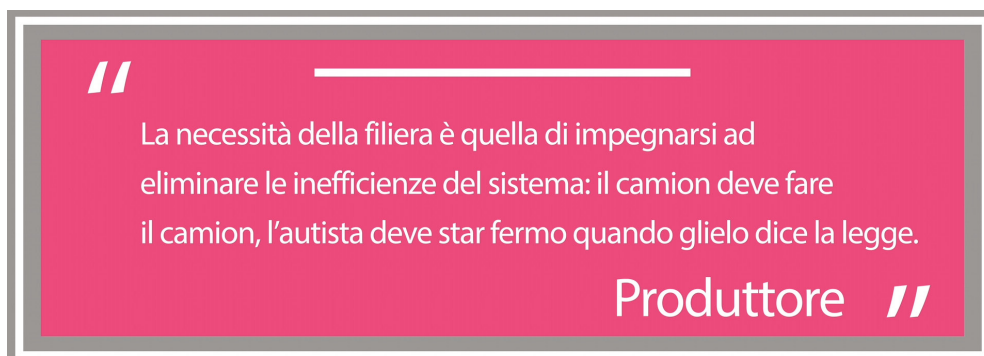 “
La necessità della filiera è quella di impegnarsi ad
eliminare le inefficienze del sistema: il camion deve fare
il camion, l’autista deve star fermo quando glielo dice la legge.
Produttore ”